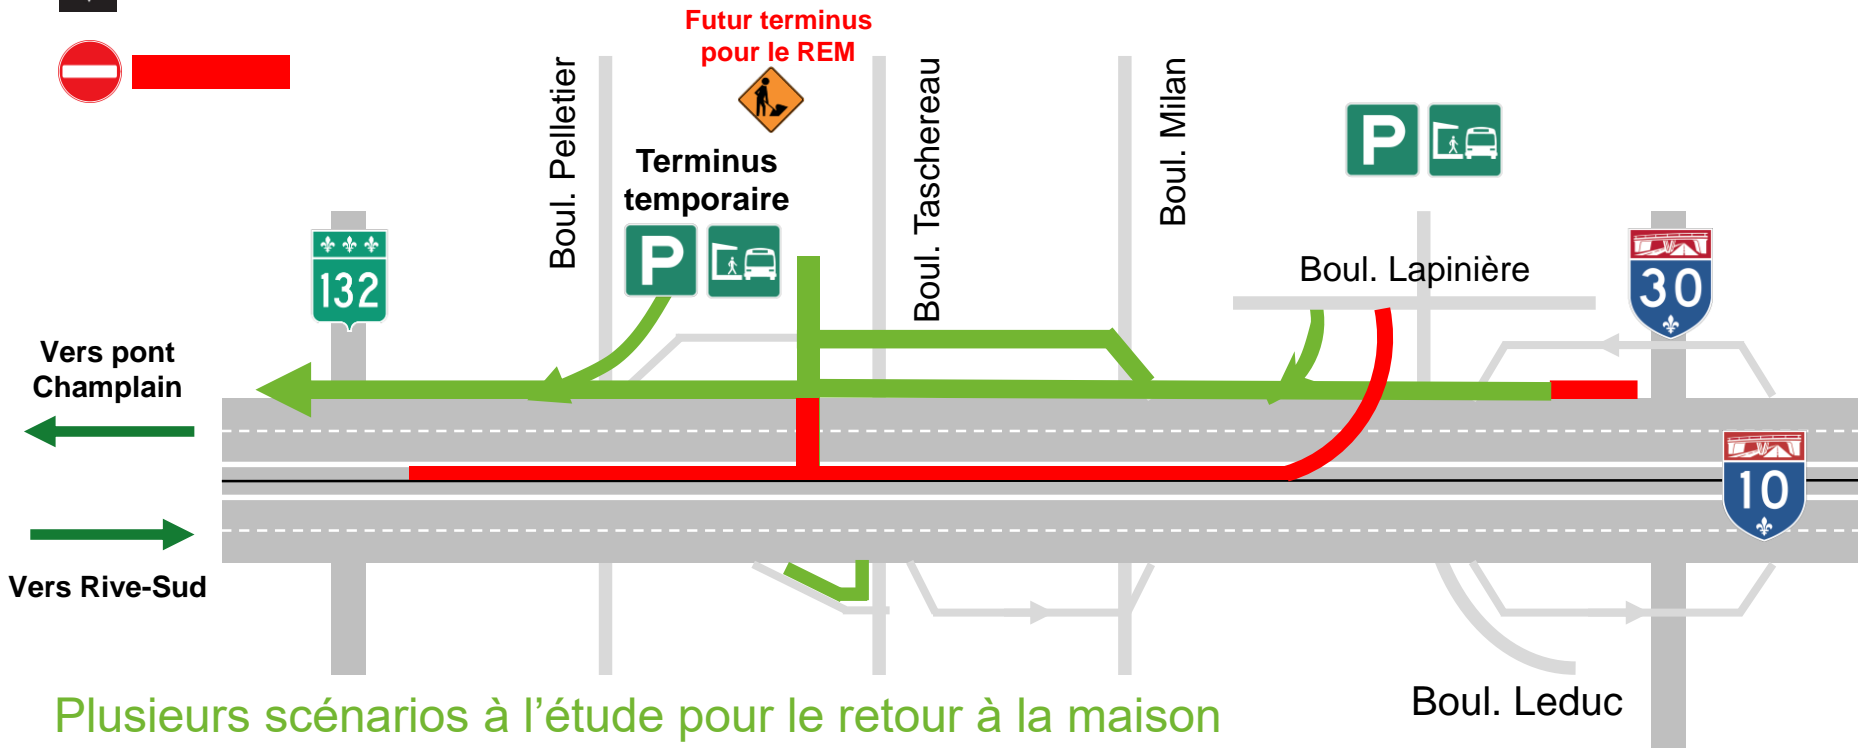 Futur terminus
pour le REM
Boul. Pelletier
Terminus
temporaire
P
Boul. Taschereau
Boul. Milan
P
132
Boul. Lapinière
30
Vers pont
Champlain
10
Vers Rive-Sud
Boul. Leduc
Plusieurs scénarios à l’étude pour le retour à la maison